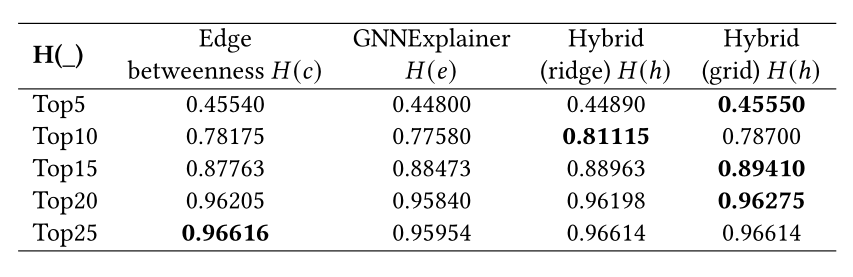 H(_) Edge betweenness H(c) GNNExplainer H(e) Hybrid (ridge) H(h) Hybrid (grid) H(h)
Top5 0.45540 0.44800 0.44890 0.45550
Top10 0.78175 0.77580 0.81115 0.78700
Top15 0.87763 0.88473 0.88963 0.89410
Top20 0.96205 0.95840 0.96198 0.96275
Top25 0.96616 0.95954 0.96614 0.96614